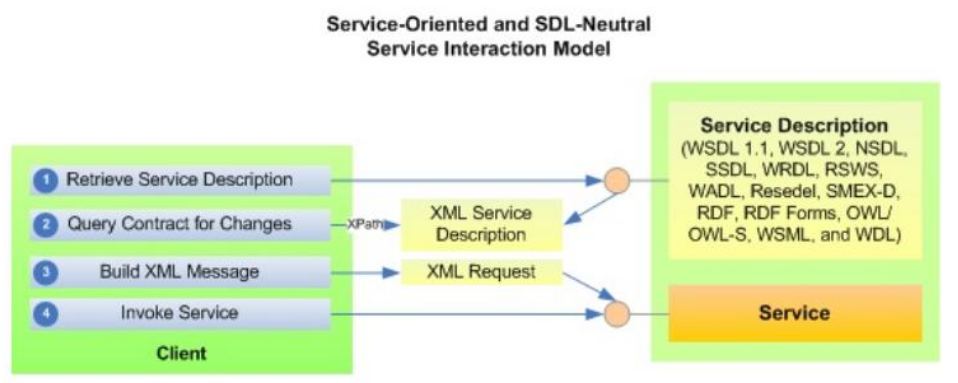 Service-Oriented and SDL-Neutral
Service Interaction Model
1 Retrieve Service Description
2 Query Contract for Changes
3 Build XML Message
4 Invoke Service
Client
XPath
XML Service
Description
XML Request
Service Description
(WSDL 1.1, WSDL 2, NSDL,
SSDL, WRDL, RSWS,
WADL, Resedel, SMEX-D,
RDF, RDF Forms, OWL/
OWL-S, WSML, and WDL)
Service